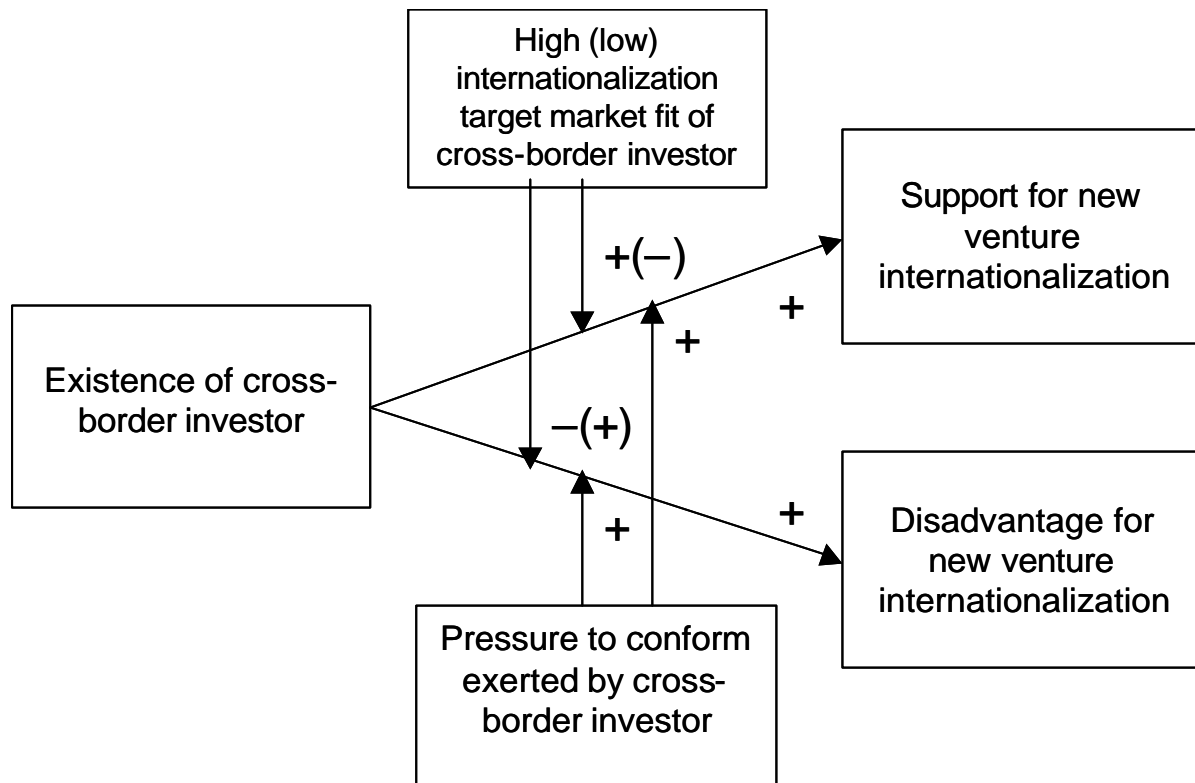 High (low)
internationalization
target market fit of
cross-border investor
Support for new
venture
internationalization
+(−)
+
+
Existence of cross-
border investor
−(+)
+
+
Disadvantage for
new venture
internationalization
Pressure to conform
exerted by cross-
border investor